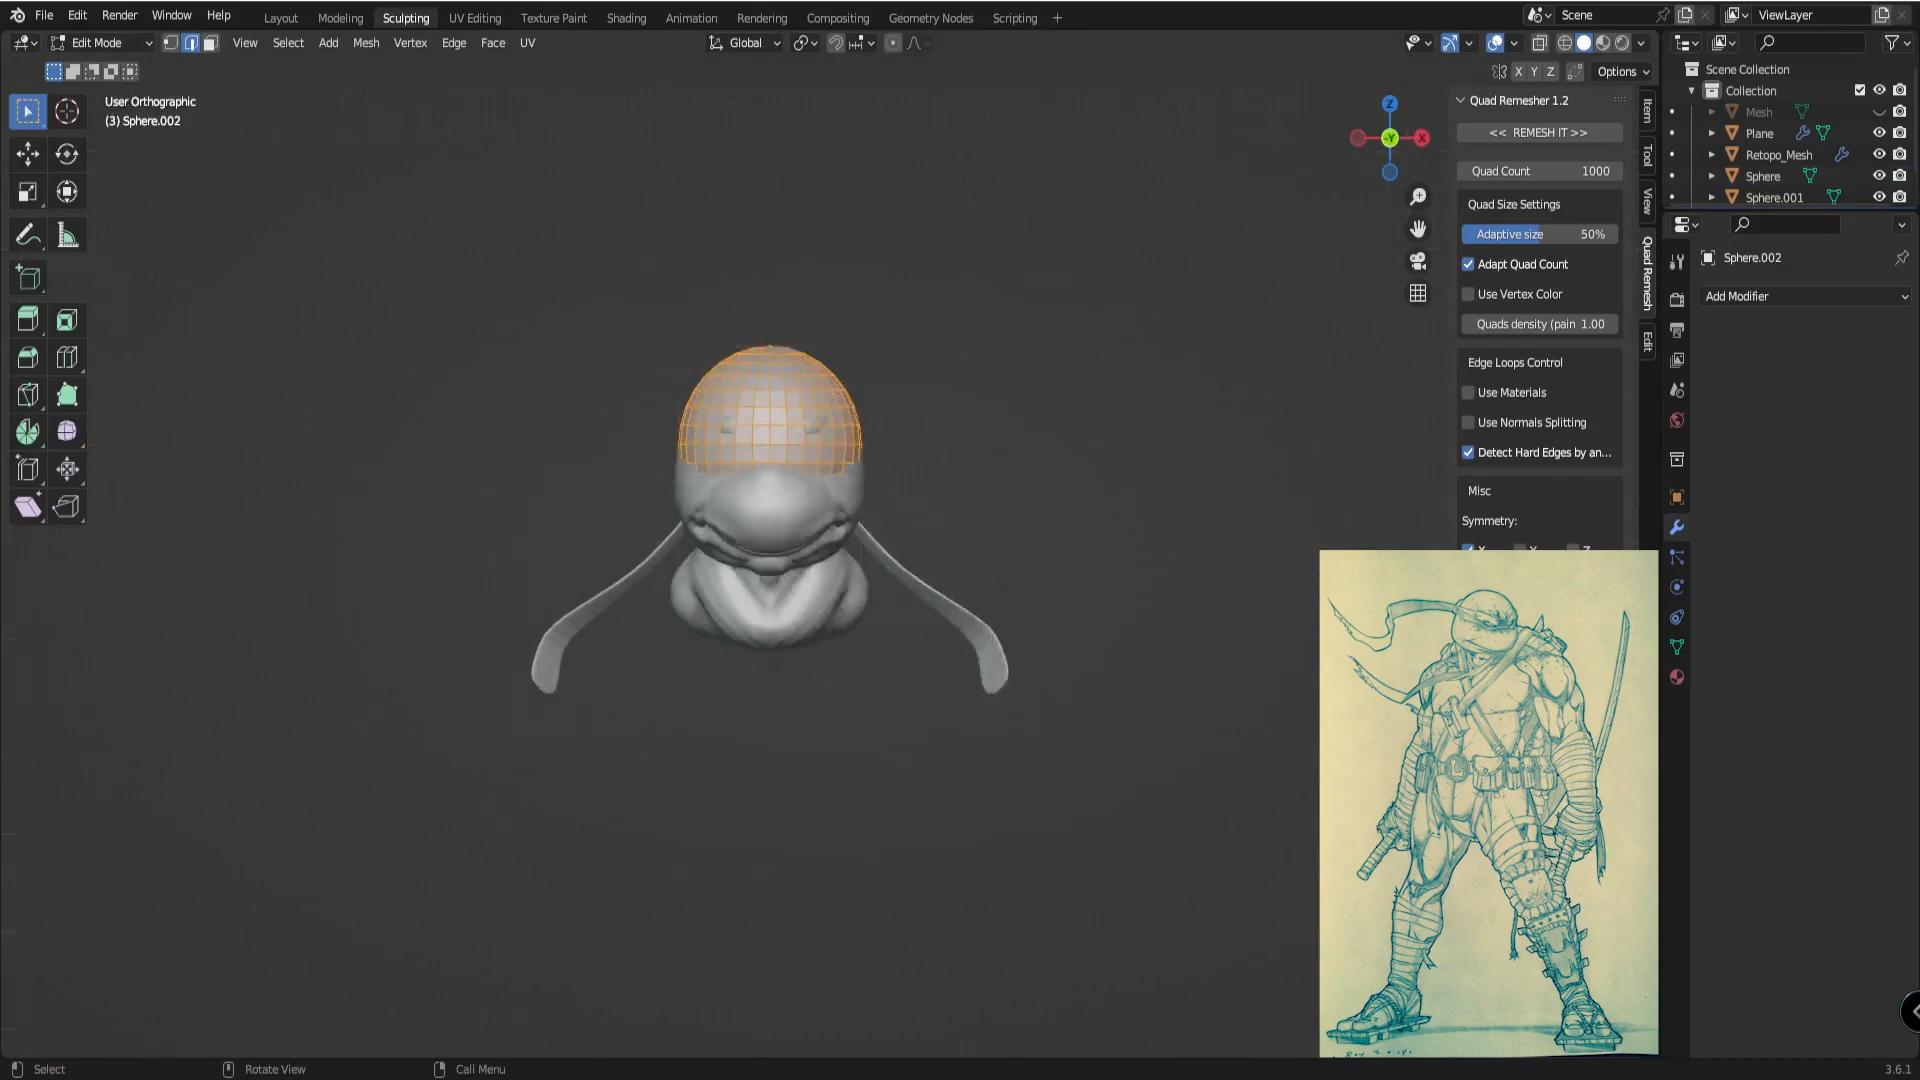 File Edit Render Window Help Layout Modeling Sculpting UV Editing Texture Paint Shading Animation Rendering Compositing Geometry Nodes Scripting + Scene ViewLayer
Edit Mode View Select Add Mesh Vertex Edge Face UV Global
X Y Z Options
User Orthographic
(3) Sphere.002
Z
-Y X
Quad Remesher 1.2
<< REMESH IT >>
Quad Count 1000
Quad Size Settings
Adaptive size 50%
Adapt Quad Count
Use Vertex Color
Quads density (pain 1.00
Edge Loops Control
Use Materials
Use Normals Splitting
Detect Hard Edges by an...
Misc
Symmetry:
X Y Z
Item
Tool
View
Quad Remesh
Edit
Scene Collection
Collection
Mesh
Plane
Retopo_Mesh
Sphere
Sphere.001
Sphere.002
Add Modifier
Select Rotate View Call Menu 3.6.1